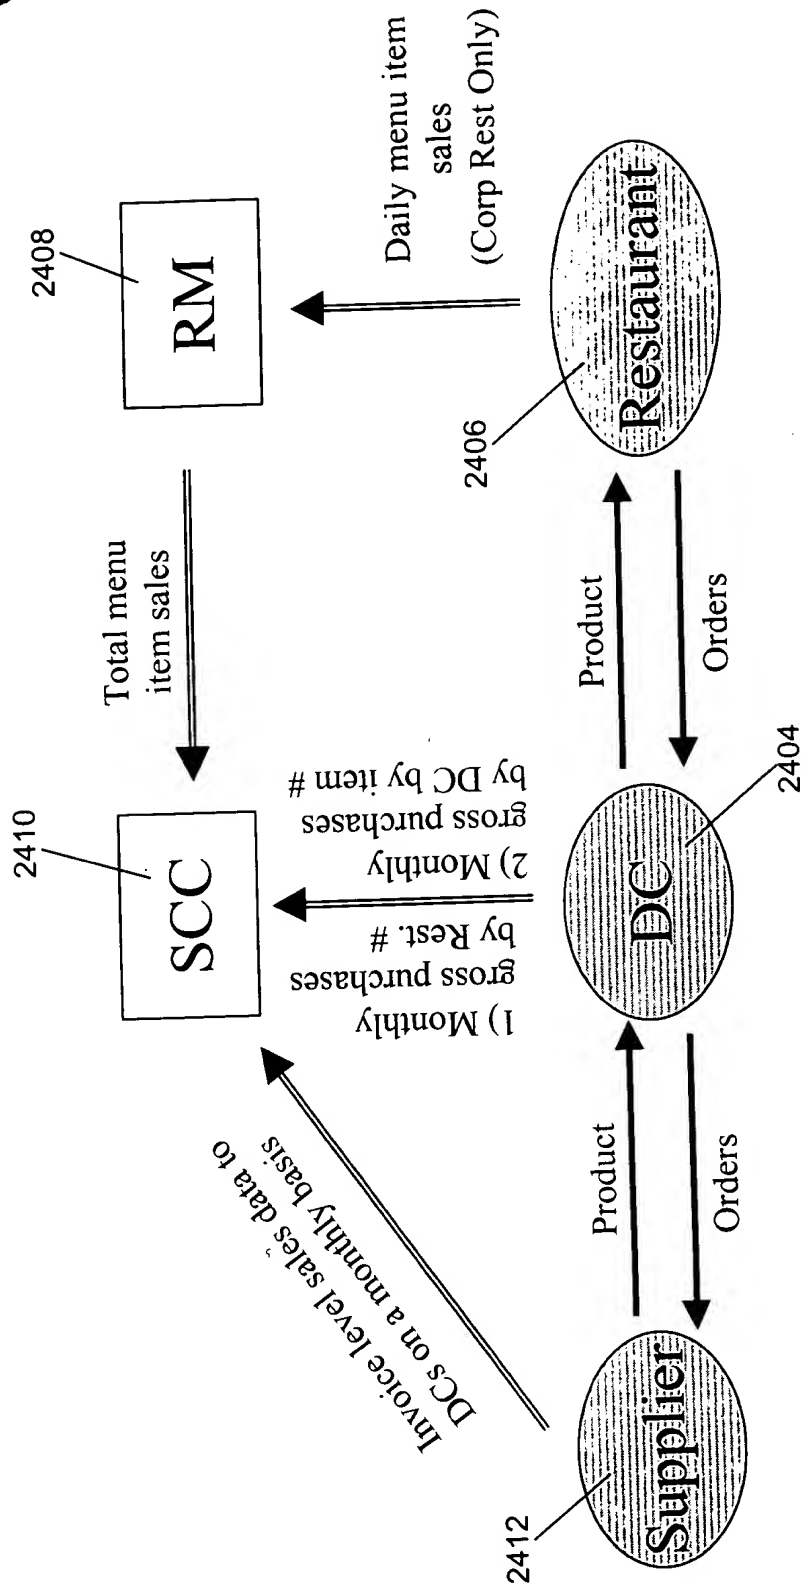 2410
2408
SCC
RM
Total menu
item sales
Daily menu item
sales
(Corp Rest Only)
Invoice level sales data to
DCs on a monthly basis
1) Monthly
gross purchases
by Rest. #
2) Monthly
gross purchases
by DC by item #
2412
Supplier
Product
Orders
DC
2404
Product
Orders
2406
Restaurant